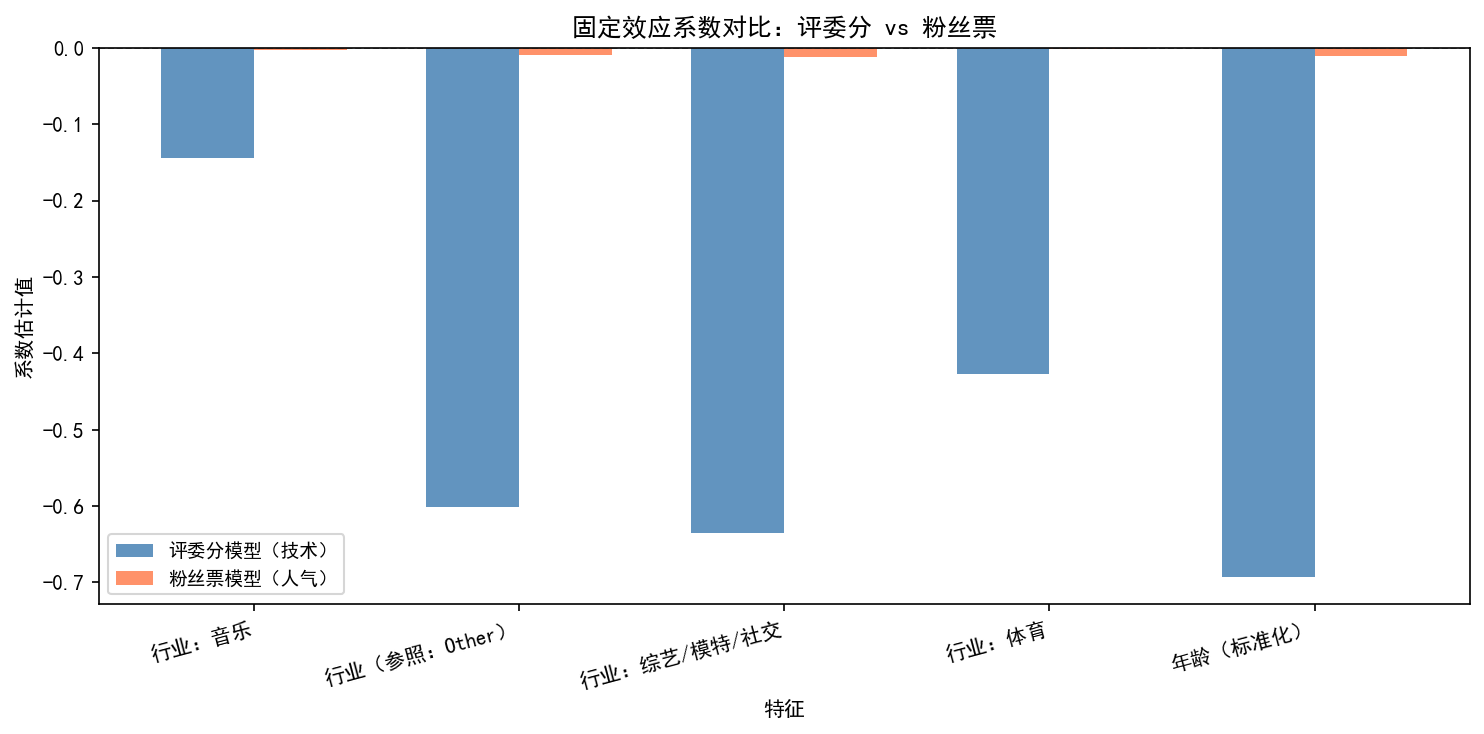 固定效应系数对比：评委分 vs 粉丝票
系数估计值
0.0
−0.1
−0.2
−0.3
−0.4
−0.5
−0.6
−0.7
评委分模型（技术）
粉丝票模型（人气）
行业：音乐
行业（参照：Other）
行业：综艺/模特/社交
行业：体育
年龄（标准化）
特征